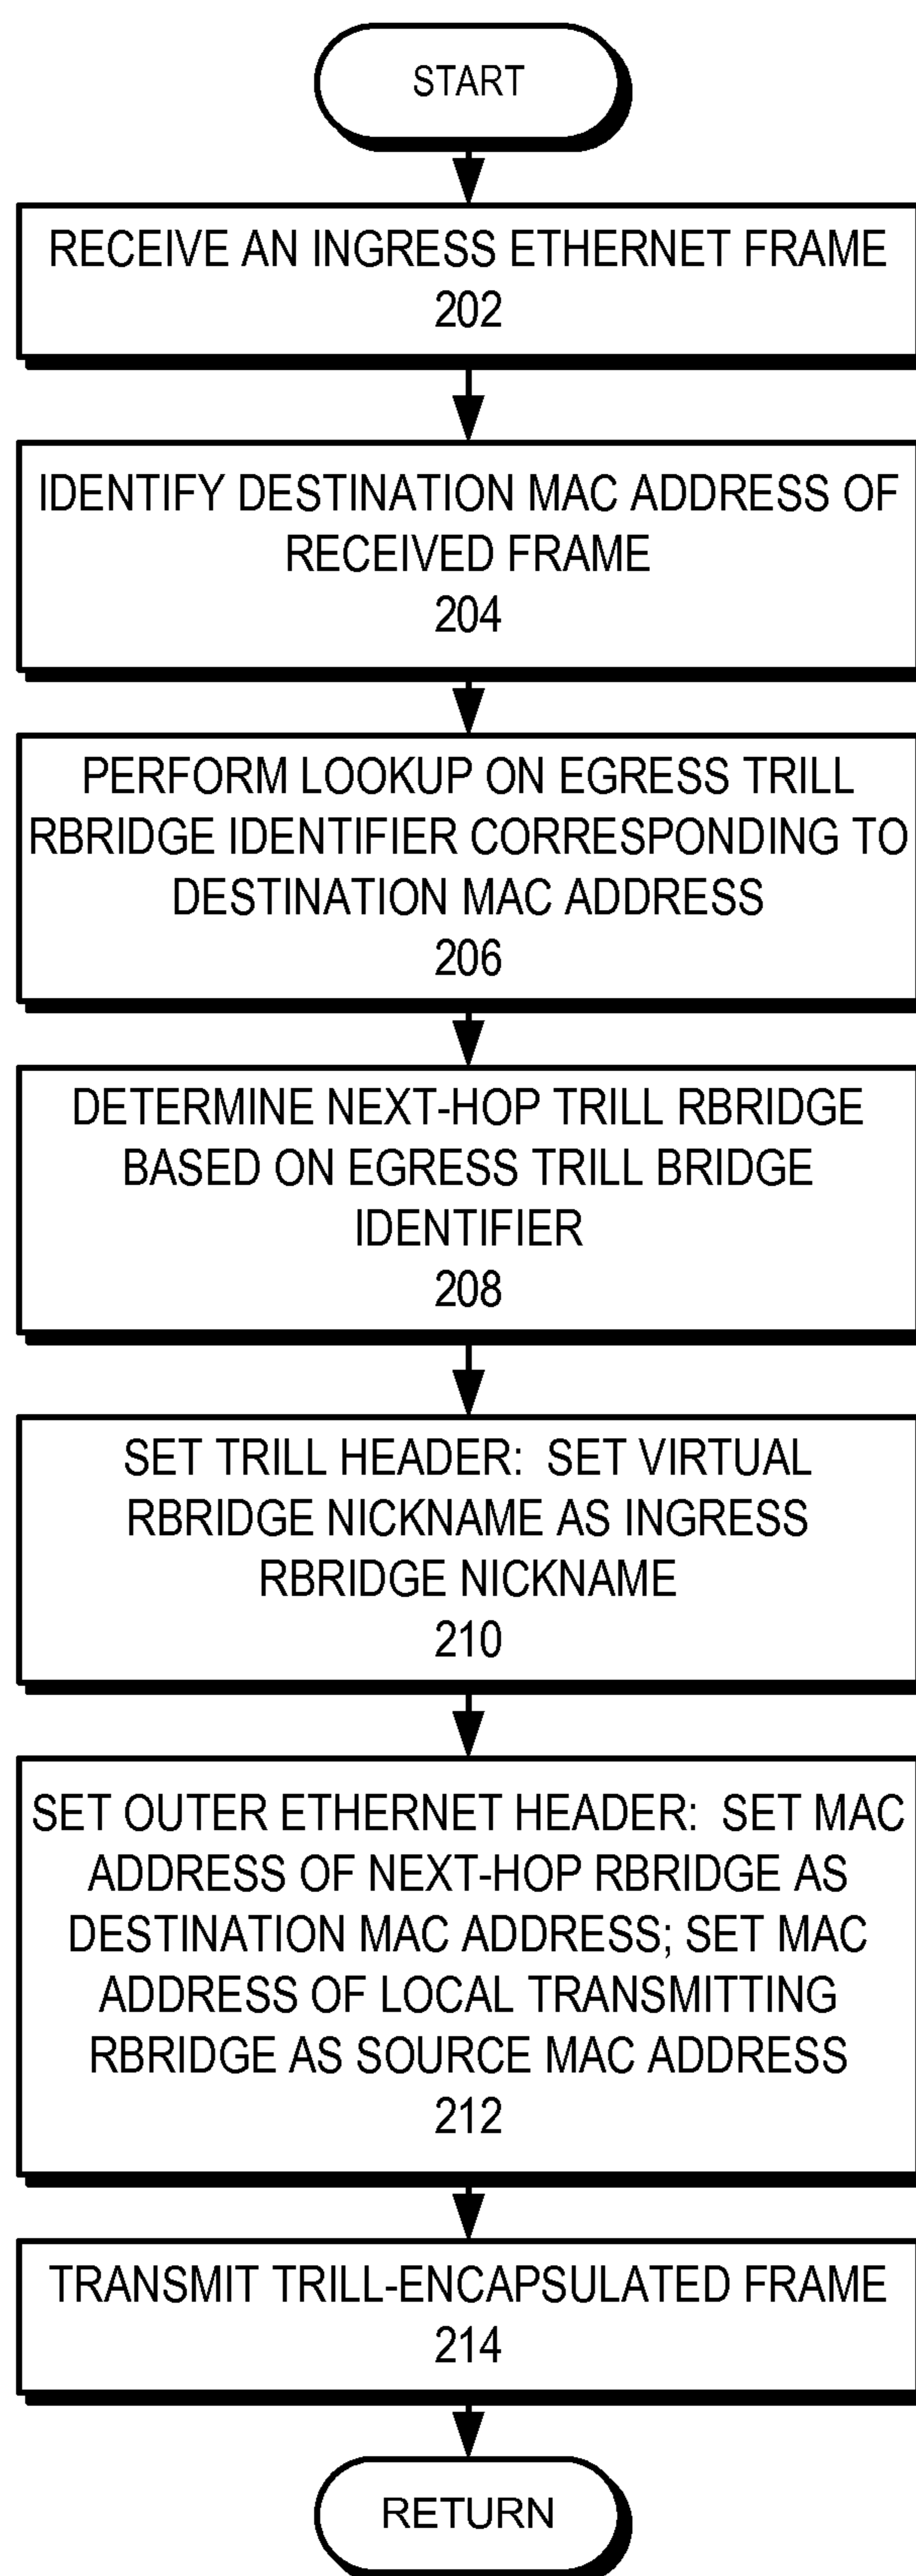 START
RECEIVE AN INGRESS ETHERNET FRAME
202
IDENTIFY DESTINATION MAC ADDRESS OF
RECEIVED FRAME
204
PERFORM LOOKUP ON EGRESS TRILL
RBRIDGE IDENTIFIER CORRESPONDING TO
DESTINATION MAC ADDRESS
206
DETERMINE NEXT-HOP TRILL RBRIDGE
BASED ON EGRESS TRILL BRIDGE
IDENTIFIER
208
SET TRILL HEADER: SET VIRTUAL
RBRIDGE NICKNAME AS INGRESS
RBRIDGE NICKNAME
210
SET OUTER ETHERNET HEADER: SET MAC
ADDRESS OF NEXT-HOP RBRIDGE AS
DESTINATION MAC ADDRESS; SET MAC
ADDRESS OF LOCAL TRANSMITTING
RBRIDGE AS SOURCE MAC ADDRESS
212
TRANSMIT TRILL-ENCAPSULATED FRAME
214
RETURN